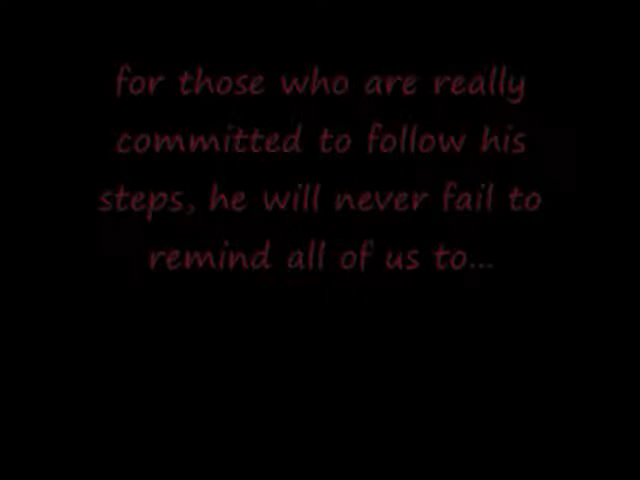 for those who are really
committed to follow his
steps, he will never fail to
remind all of us to...